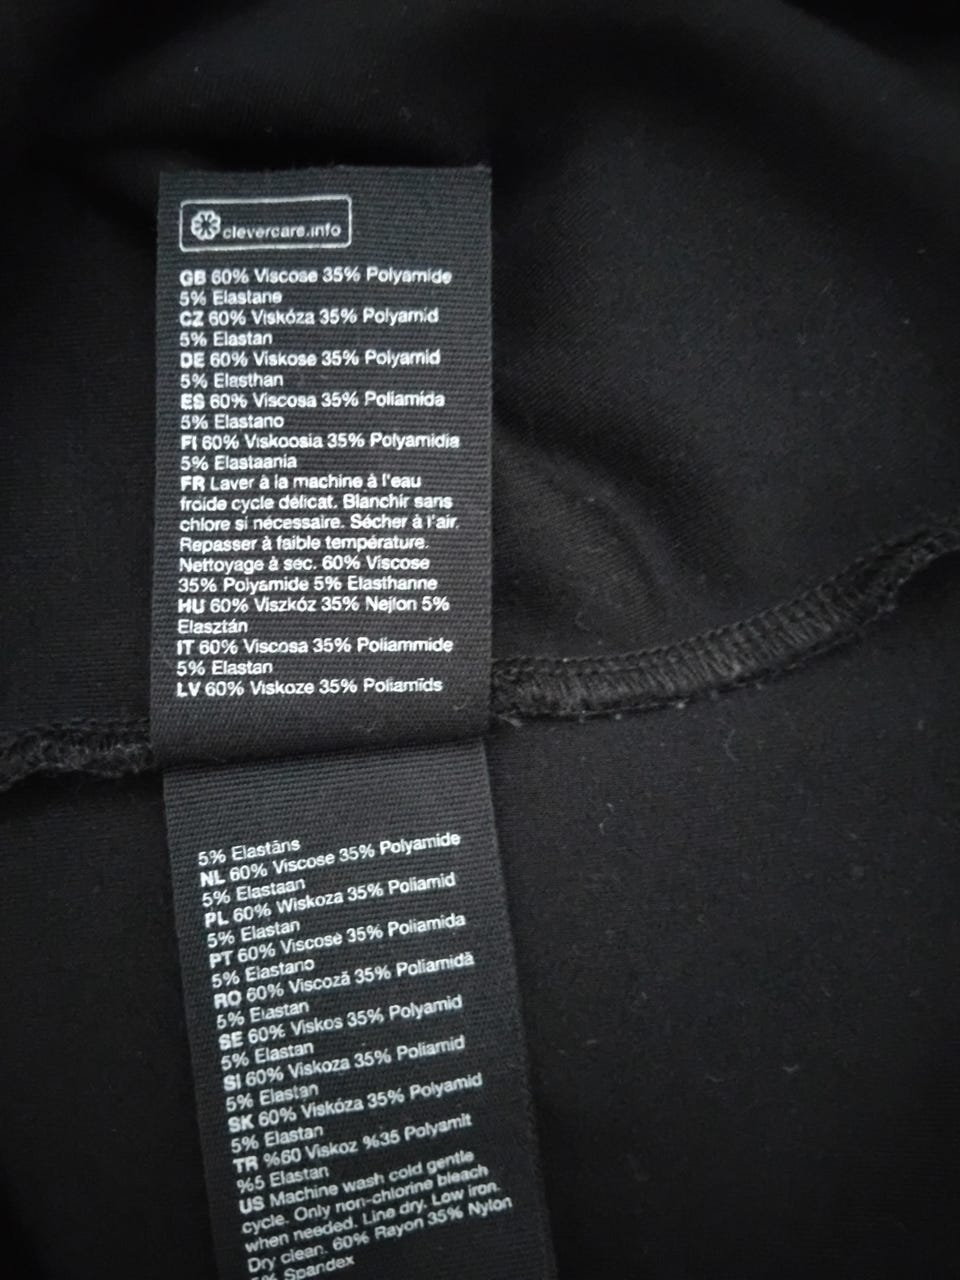 clevercare.info
GB 60% Viscose 35% Polyamide
5% Elastane
CZ 60% Viskóza 35% Polyamid
5% Elastan
DE 60% Viskose 35% Polyamid
5% Elasthan
ES 60% Viscosa 35% Poliamida
5% Elastano
FI 60% Viskoosia 35% Polyamidia
5% Elastaania
FR Laver à la machine à l'eau
froide cycle délicat. Blanchir sans
chlore si nécessaire. Sécher à l'air.
Repasser à faible température.
Nettoyage à sec. 60% Viscose
35% Polyamide 5% Elasthanne
HU 60% Viszkóz 35% Nejlon 5%
Elasztán
IT 60% Viscosa 35% Poliammide
5% Elastan
LV 60% Viskoze 35% Poliamīds
5% Elastāns
NL 60% Viscose 35% Polyamide
5% Elastaan
PL 60% Wiskoza 35% Poliamid
5% Elastan
PT 60% Viscose 35% Poliamida
5% Elastano
RO 60% Viscoză 35% Poliamidă
5% Elastan
SE 60% Viskos 35% Polyamid
5% Elastan
SI 60% Viskoza 35% Poliamid
5% Elastan
SK 60% Viskóza 35% Polyamid
5% Elastan
TR %60 Viskoz %35 Polyamit
%5 Elastan
US Machine wash cold gentle
cycle. Only non-chlorine bleach
when needed. Line dry. Low iron.
Dry clean. 60% Rayon 35% Nylon
5% Spandex